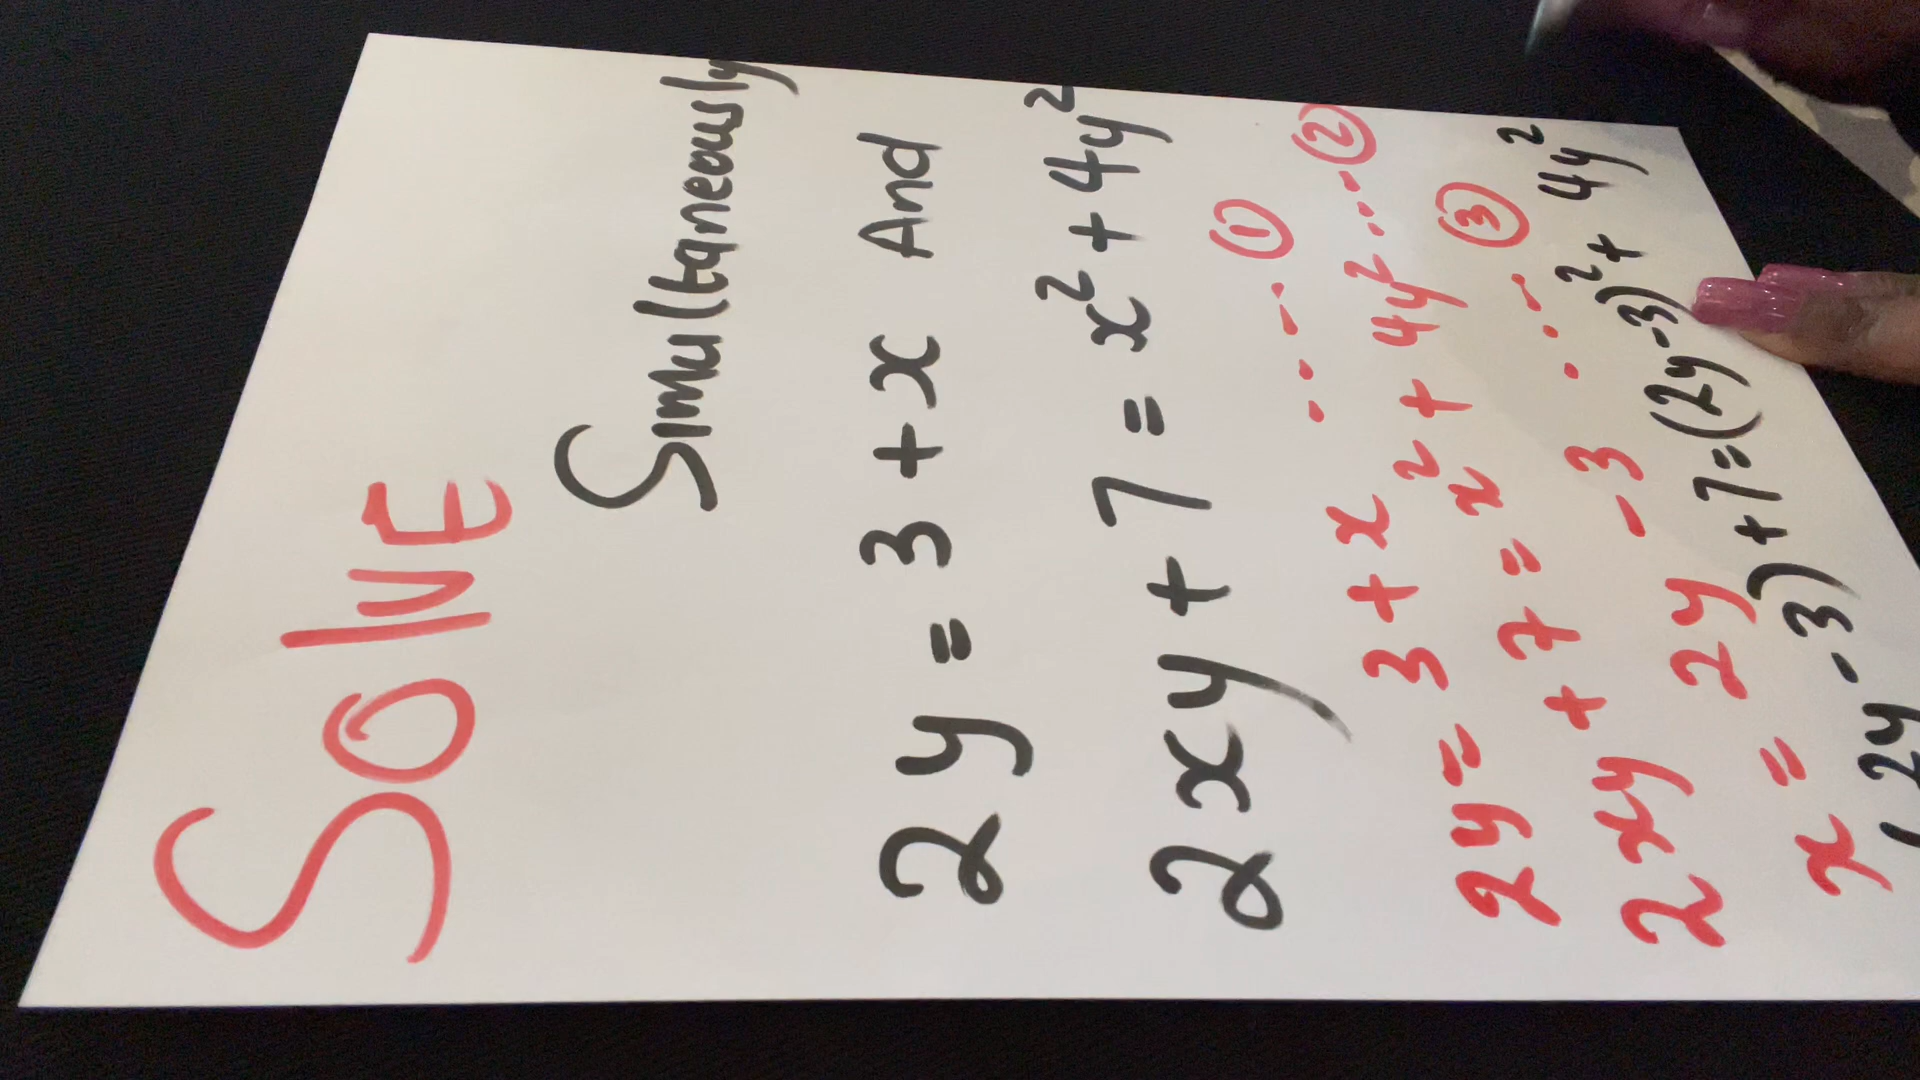 SOLVE
Simultaneously
2y = 3 + x And
2xy + 7 = x² + 4y²
2y = 3 + x .... ①
2xy + 7 = x² + 4y² ... ②
x = 2y - 3 .... ③
(2y - 3) + 7 = (2y - 3)² + 4y²